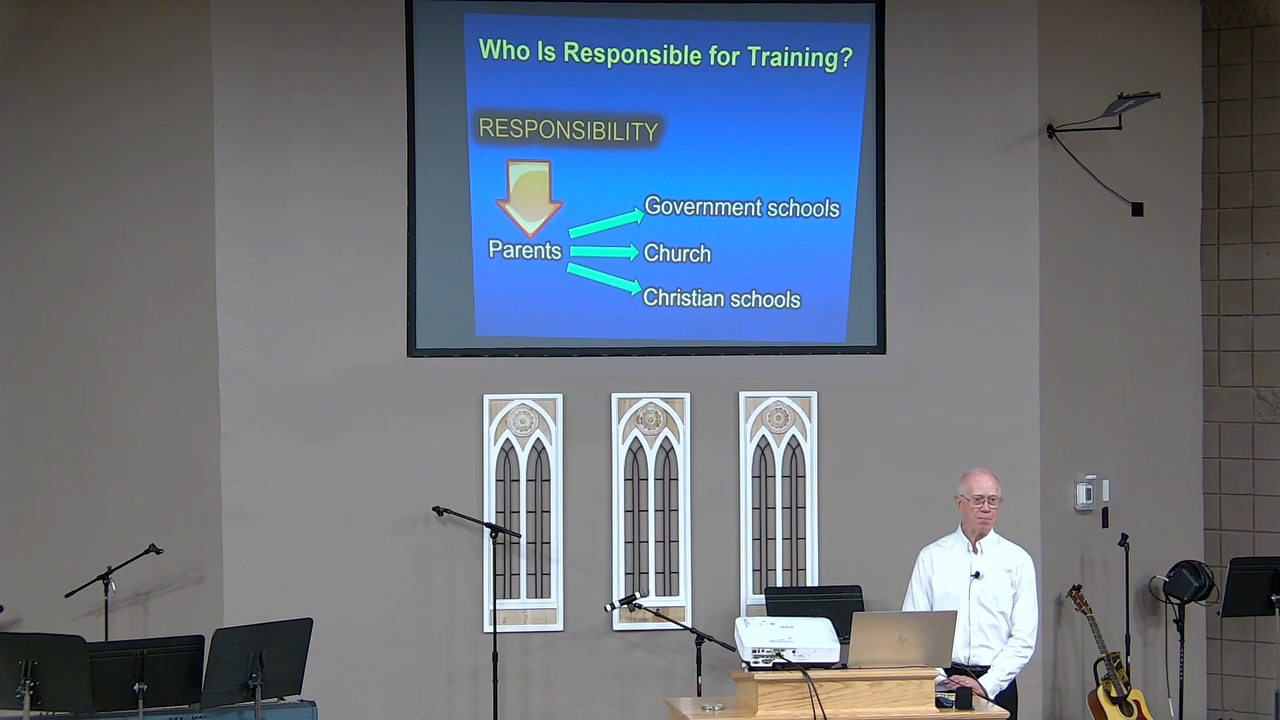 Who Is Responsible for Training?
RESPONSIBILITY
Government schools
Parents
Church
Christian schools